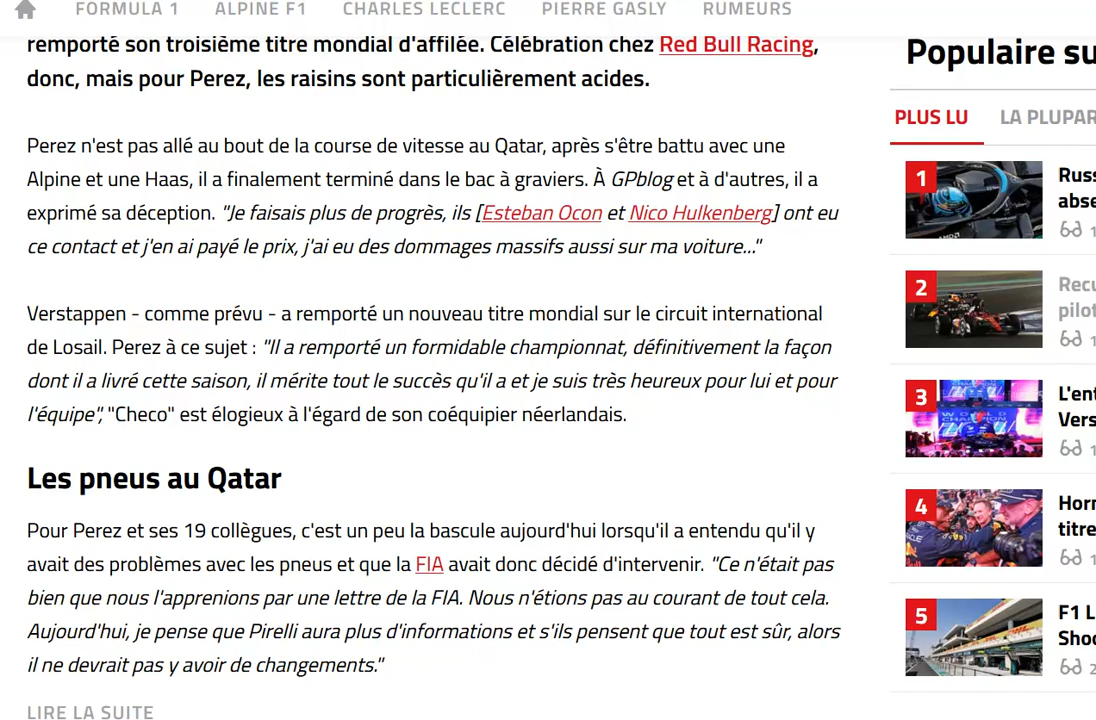 FORMULA 1 ALPINE F1 CHARLES LECLERC PIERRE GASLY RUMEURS
remporté son troisième titre mondial d'affilée. Célébration chez Red Bull Racing,
donc, mais pour Perez, les raisins sont particulièrement acides.
Perez n'est pas allé au bout de la course de vitesse au Qatar, après s'être battu avec une
Alpine et une Haas, il a finalement terminé dans le bac à graviers. À GPblog et à d'autres, il a
exprimé sa déception. "Je faisais plus de progrès, ils [Esteban Ocon et Nico Hulkenberg] ont eu
ce contact et j'en ai payé le prix, j'ai eu des dommages massifs aussi sur ma voiture..."
Verstappen - comme prévu - a remporté un nouveau titre mondial sur le circuit international
de Losail. Perez à ce sujet : "Il a remporté un formidable championnat, définitivement la façon
dont il a livré cette saison, il mérite tout le succès qu'il a et je suis très heureux pour lui et pour
l'équipe", "Checo" est élogieux à l'égard de son coéquipier néerlandais.
Les pneus au Qatar
Pour Perez et ses 19 collègues, c'est un peu la bascule aujourd'hui lorsqu'il a entendu qu'il y
avait des problèmes avec les pneus et que la FIA avait donc décidé d'intervenir. "Ce n'était pas
bien que nous l'apprenions par une lettre de la FIA. Nous n'étions pas au courant de tout cela.
Aujourd'hui, je pense que Pirelli aura plus d'informations et s'ils pensent que tout est sûr, alors
il ne devrait pas y avoir de changements."
LIRE LA SUITE
Populaire su
PLUS LU LA PLUPAR
1
Russ
abse
1
2
Recu
pilot
1
3
L'ent
Vers
1
4
Horn
titre
1
5
F1 L
Shoo
2